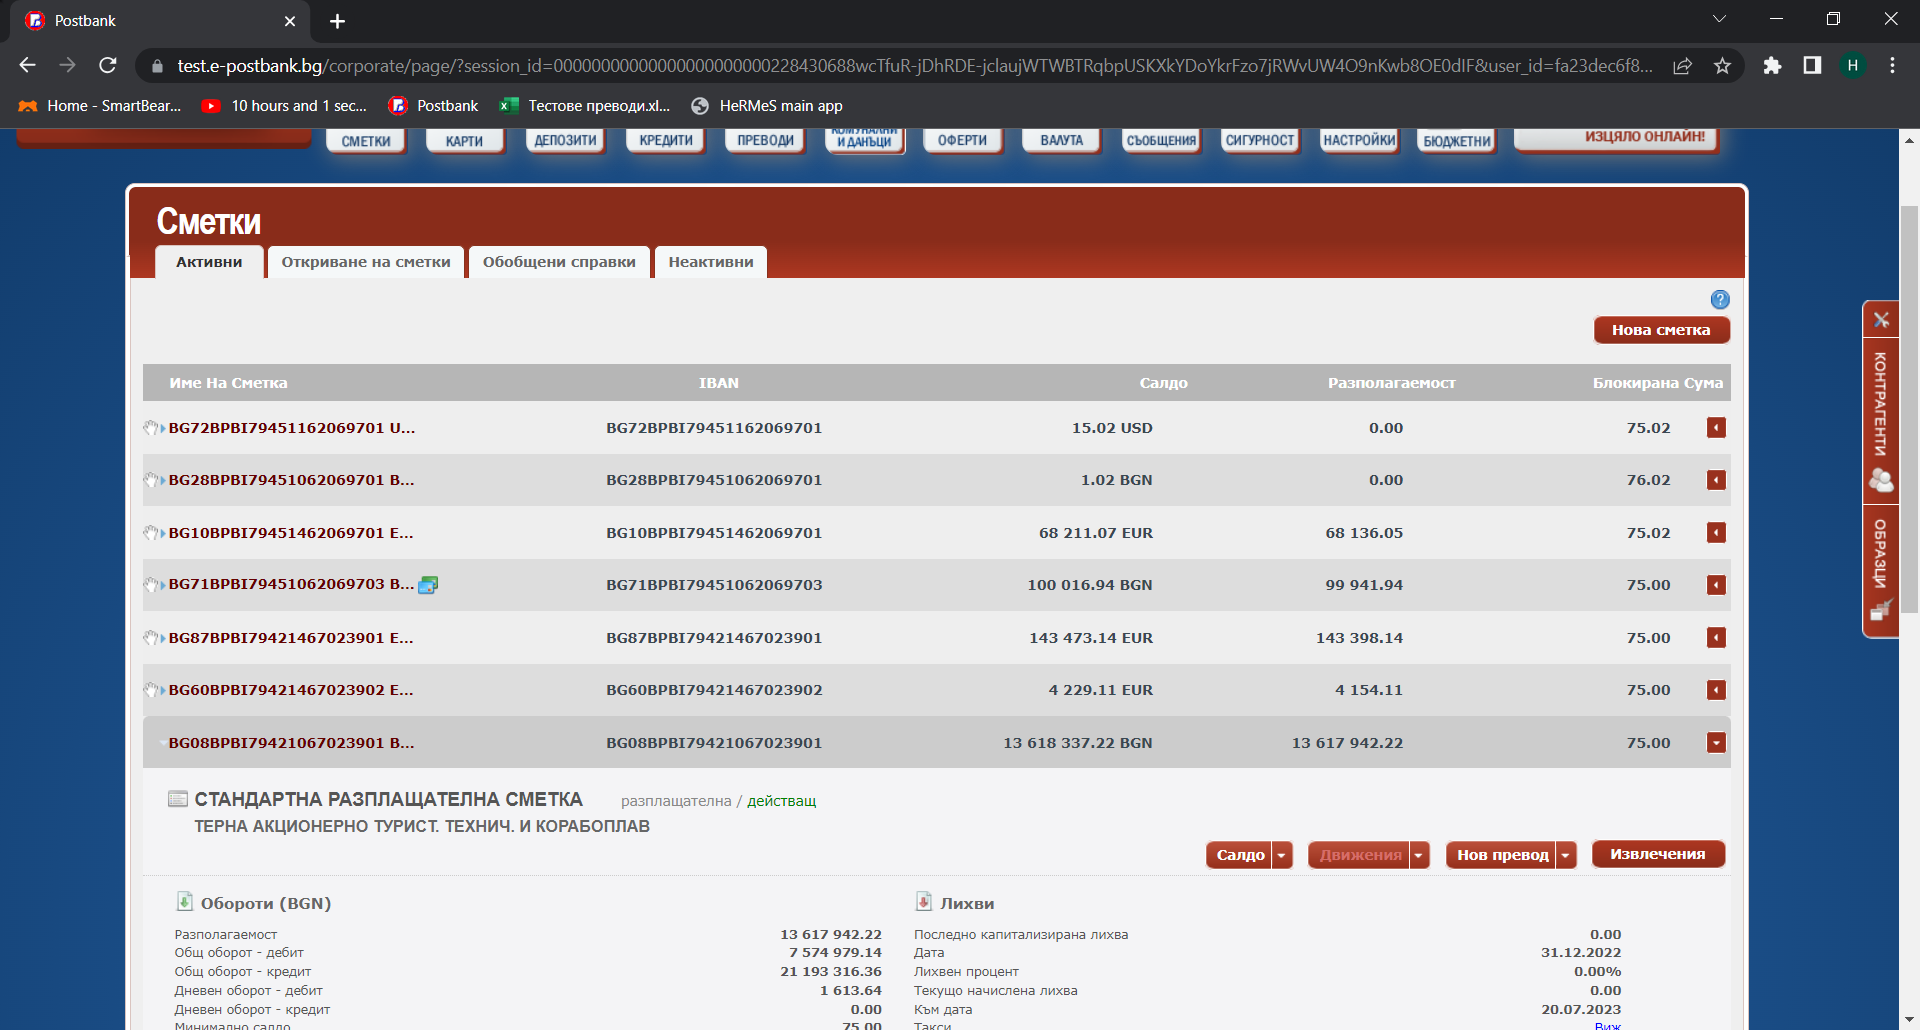 Postbank
test.e-postbank.bg/corporate/page/?session_id=
Home - SmartBear... 10 hours and 1 sec... Postbank Тестове преводи.xl... HeRMeS main app
H
СМЕТКИ КАРТИ ДЕПОЗИТИ КРЕДИТИ ПРЕВОДИ КОМУНАЛНИ И ДАНЪЦИ ОФЕРТИ ВАЛУТА СЪОБЩЕНИЯ СИГУРНОСТ НАСТРОЙКИ БЮДЖЕТНИ ИЗЦЯЛО ОНЛАЙН!
Сметки
Активни Откриване на сметки Обобщени справки Неактивни
?
Нова сметка
Име На Сметка IBAN Салдо Разполагаемост Блокирана Сума
BG72BPBI79451162069701 U... BG72BPBI79451162069701 15.02 USD 0.00 75.02
BG28BPBI79451062069701 B... BG28BPBI79451062069701 1.02 BGN 0.00 76.02
BG10BPBI79451462069701 E... BG10BPBI79451462069701 68 211.07 EUR 68 136.05 75.02
BG71BPBI79451062069703 B... BG71BPBI79451062069703 100 016.94 BGN 99 941.94 75.00
BG87BPBI79421467023901 E... BG87BPBI79421467023901 143 473.14 EUR 143 398.14 75.00
BG60BPBI79421467023902 E... BG60BPBI79421467023902 4 229.11 EUR 4 154.11 75.00
BG08BPBI79421067023901 B... BG08BPBI79421067023901 13 618 337.22 BGN 13 617 942.22 75.00
СТАНДАРТНА РАЗПЛАЩАТЕЛНА СМЕТКА разплащателна / действащ
ТЕРНА АКЦИОНЕРНО ТУРИСТ. ТЕХНИЧ. И КОРАБОПЛАВ
Салдо Движения Нов превод Извлечения
Обороти (BGN) Лихви
Разполагаемост 13 617 942.22 Последно капитализирана лихва 0.00
Общ оборот - дебит 7 574 979.14 Дата 31.12.2022
Общ оборот - кредит 21 193 316.36 Лихвен процент 0.00%
Дневен оборот - дебит 1 613.64 Текущо начислена лихва 0.00
Дневен оборот - кредит 0.00 Към дата 20.07.2023
Минимално салдо 75.00 Такси Виж
КОНТРАГЕНТИ
ОБРАЗЦИ